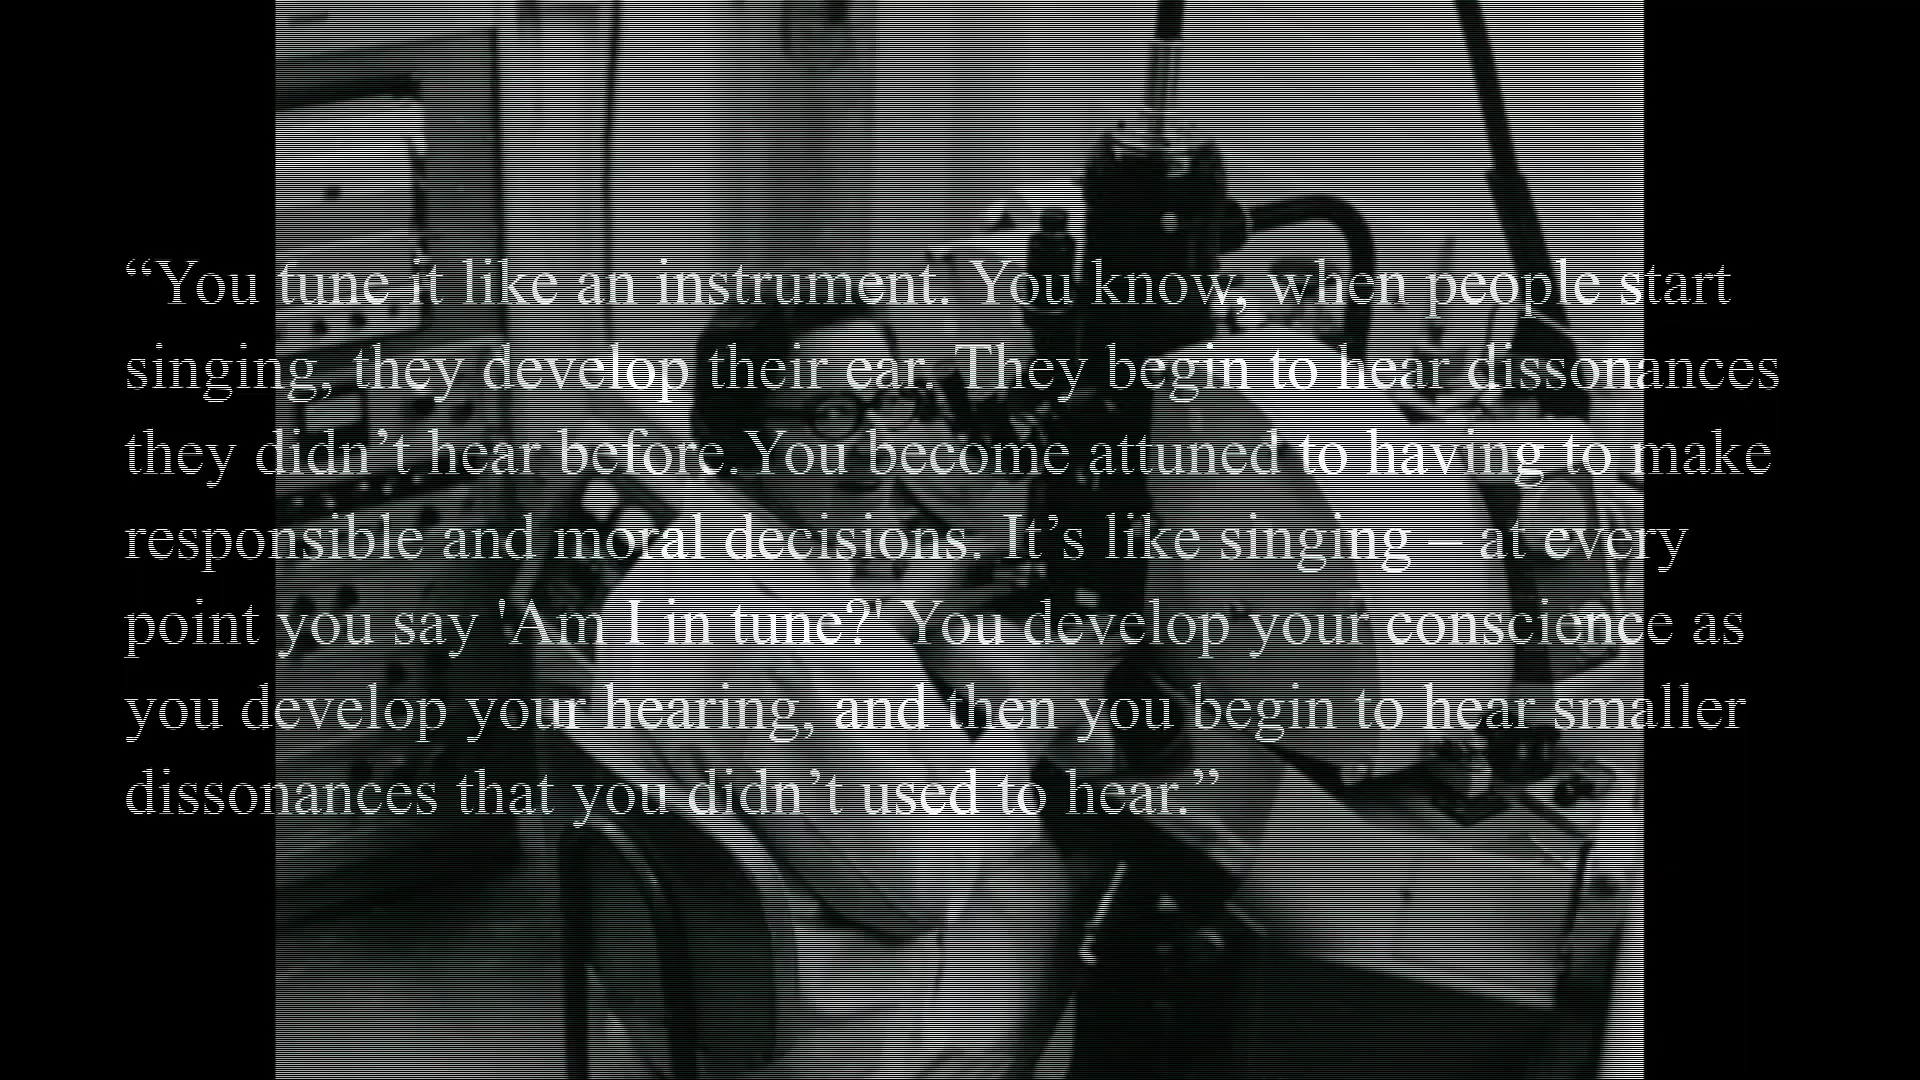 “You tune it like an instrument. You know, when people start
singing, they develop their ear. They begin to hear dissonances
they didn’t hear before.You become attuned to having to make
responsible and moral decisions. It’s like singing – at every
point you say 'Am I in tune?' You develop your conscience as
you develop your hearing, and then you begin to hear smaller
dissonances that you didn’t used to hear.”